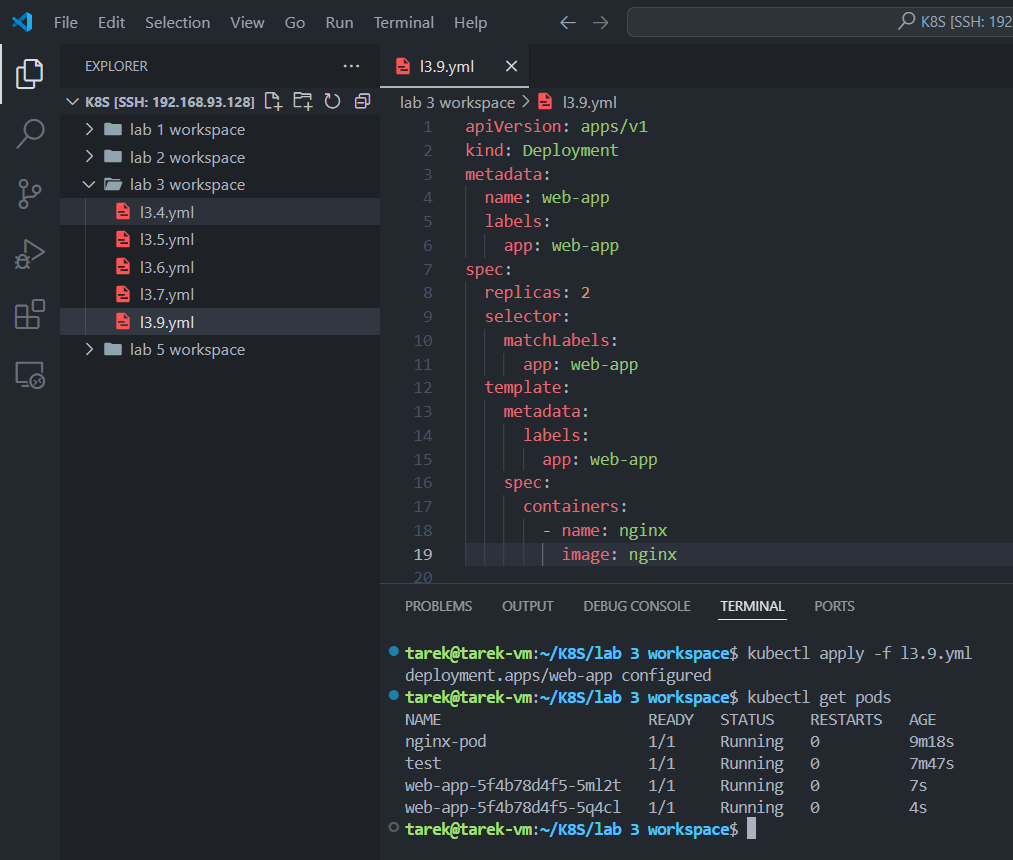 File Edit Selection View Go Run Terminal Help K8S [SSH: 192
EXPLORER
K8S [SSH: 192.168.93.128]
lab 1 workspace
lab 2 workspace
lab 3 workspace
l3.4.yml
l3.5.yml
l3.6.yml
l3.7.yml
l3.9.yml
lab 5 workspace
l3.9.yml
lab 3 workspace > l3.9.yml
1 apiVersion: apps/v1
2 kind: Deployment
3 metadata:
4   name: web-app
5   labels:
6     app: web-app
7 spec:
8   replicas: 2
9   selector:
10     matchLabels:
11       app: web-app
12   template:
13     metadata:
14       labels:
15         app: web-app
16     spec:
17       containers:
18         - name: nginx
19           image: nginx
20
PROBLEMS OUTPUT DEBUG CONSOLE TERMINAL PORTS
tarek@tarek-vm:~/K8S/lab 3 workspace$ kubectl apply -f l3.9.yml
deployment.apps/web-app configured
tarek@tarek-vm:~/K8S/lab 3 workspace$ kubectl get pods
NAME READY STATUS RESTARTS AGE
nginx-pod 1/1 Running 0 9m18s
test 1/1 Running 0 7m47s
web-app-5f4b78d4f5-5ml2t 1/1 Running 0 7s
web-app-5f4b78d4f5-5q4cl 1/1 Running 0 4s
tarek@tarek-vm:~/K8S/lab 3 workspace$